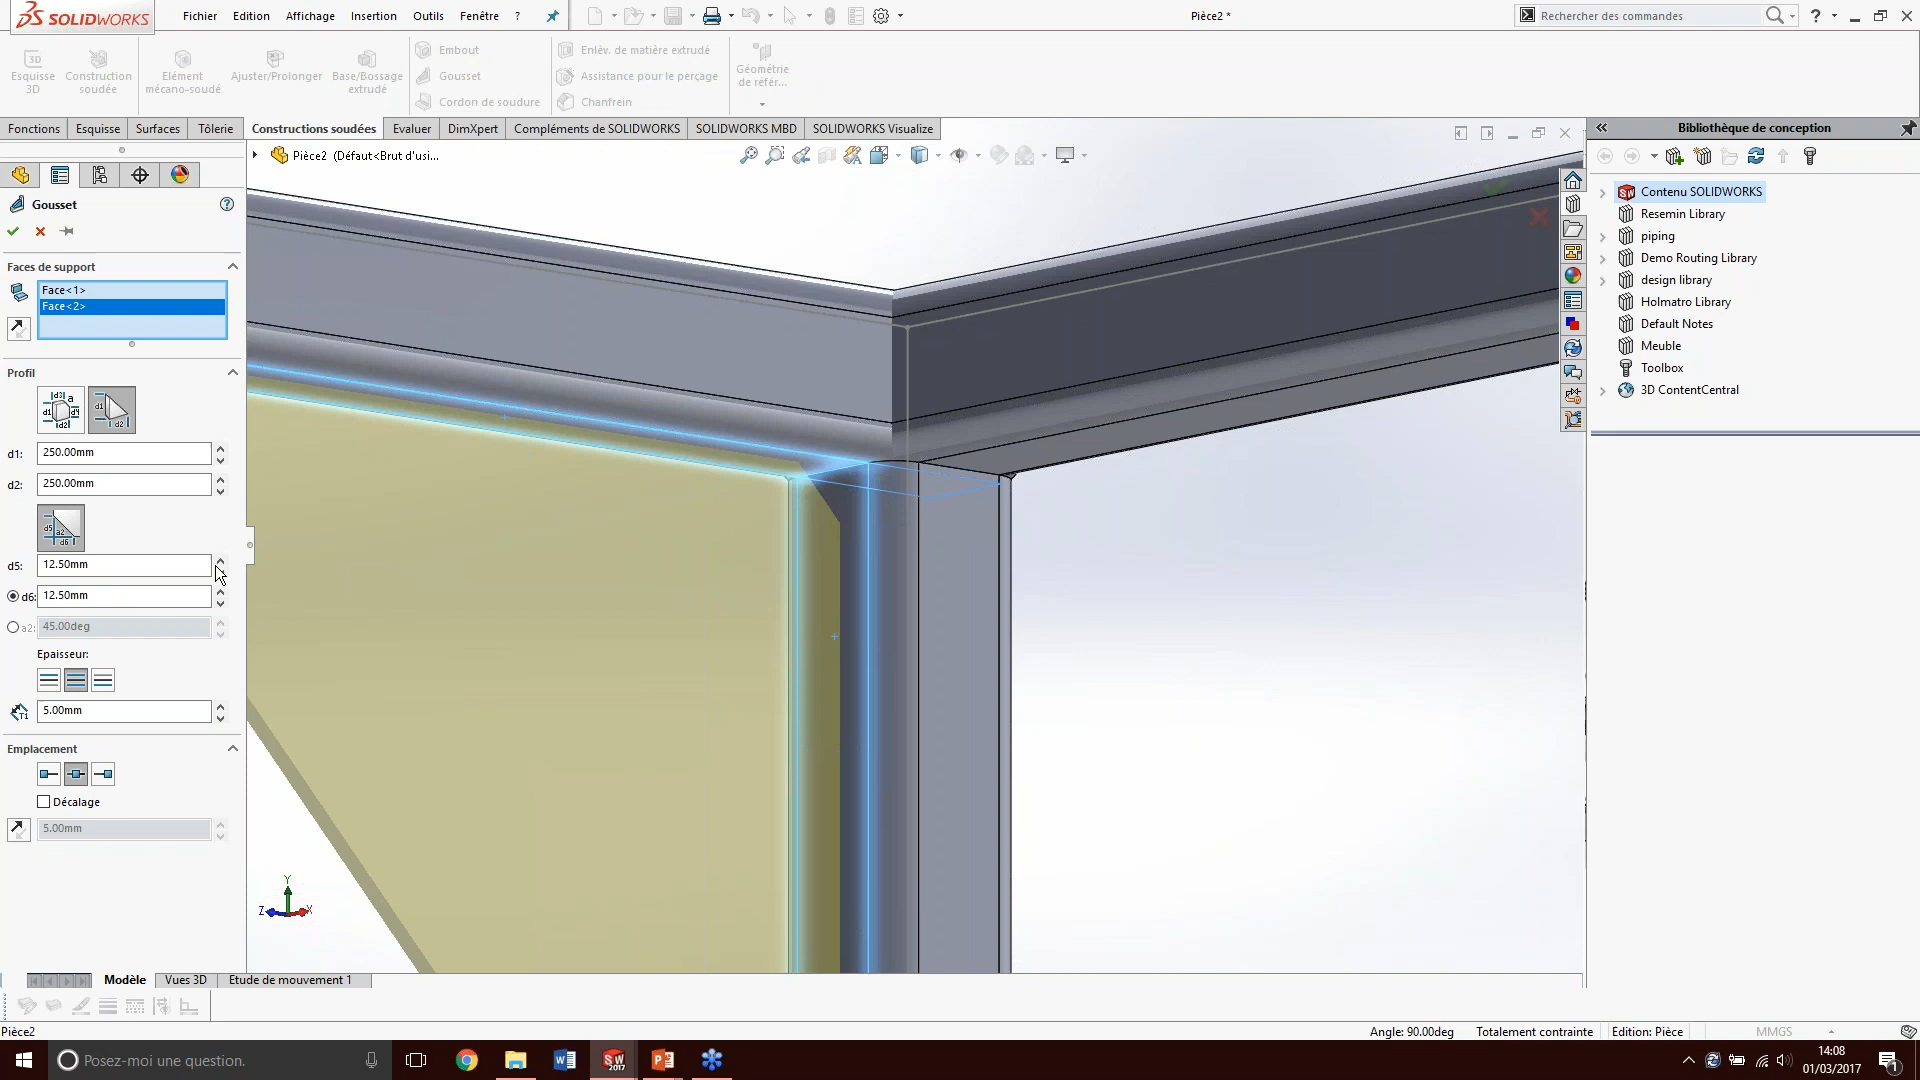 SOLIDWORKS
Fichier Edition Affichage Insertion Outils Fenêtre ?
Pièce2 *
Rechercher des commandes
Esquisse 3D
Construction soudée
Elément mécano-soudé
Ajuster/Prolonger
Base/Bossage extrudé
Embout
Gousset
Cordon de soudure
Enlèv. de matière extrudé
Assistance pour le perçage
Chanfrein
Géométrie de référ...
Fonctions Esquisse Surfaces Tôlerie Constructions soudées Evaluer DimXpert Compléments de SOLIDWORKS SOLIDWORKS MBD SOLIDWORKS Visualize
Pièce2 (Défaut<Brut d'usi...
Gousset
Faces de support
Face<1>
Face<2>
Profil
d1: 250.00mm
d2: 250.00mm
d5: 12.50mm
d6: 12.50mm
a2: 45.00deg
Epaisseur:
T1 5.00mm
Emplacement
Décalage
5.00mm
Y
Z X
Bibliothèque de conception
Contenu SOLIDWORKS
Resemin Library
piping
Demo Routing Library
design library
Holmatro Library
Default Notes
Meuble
Toolbox
3D ContentCentral
Modèle Vues 3D Etude de mouvement 1
Pièce2
Angle: 90.00deg Totalement contrainte Edition: Pièce MMGS
Posez-moi une question.
14:08
01/03/2017